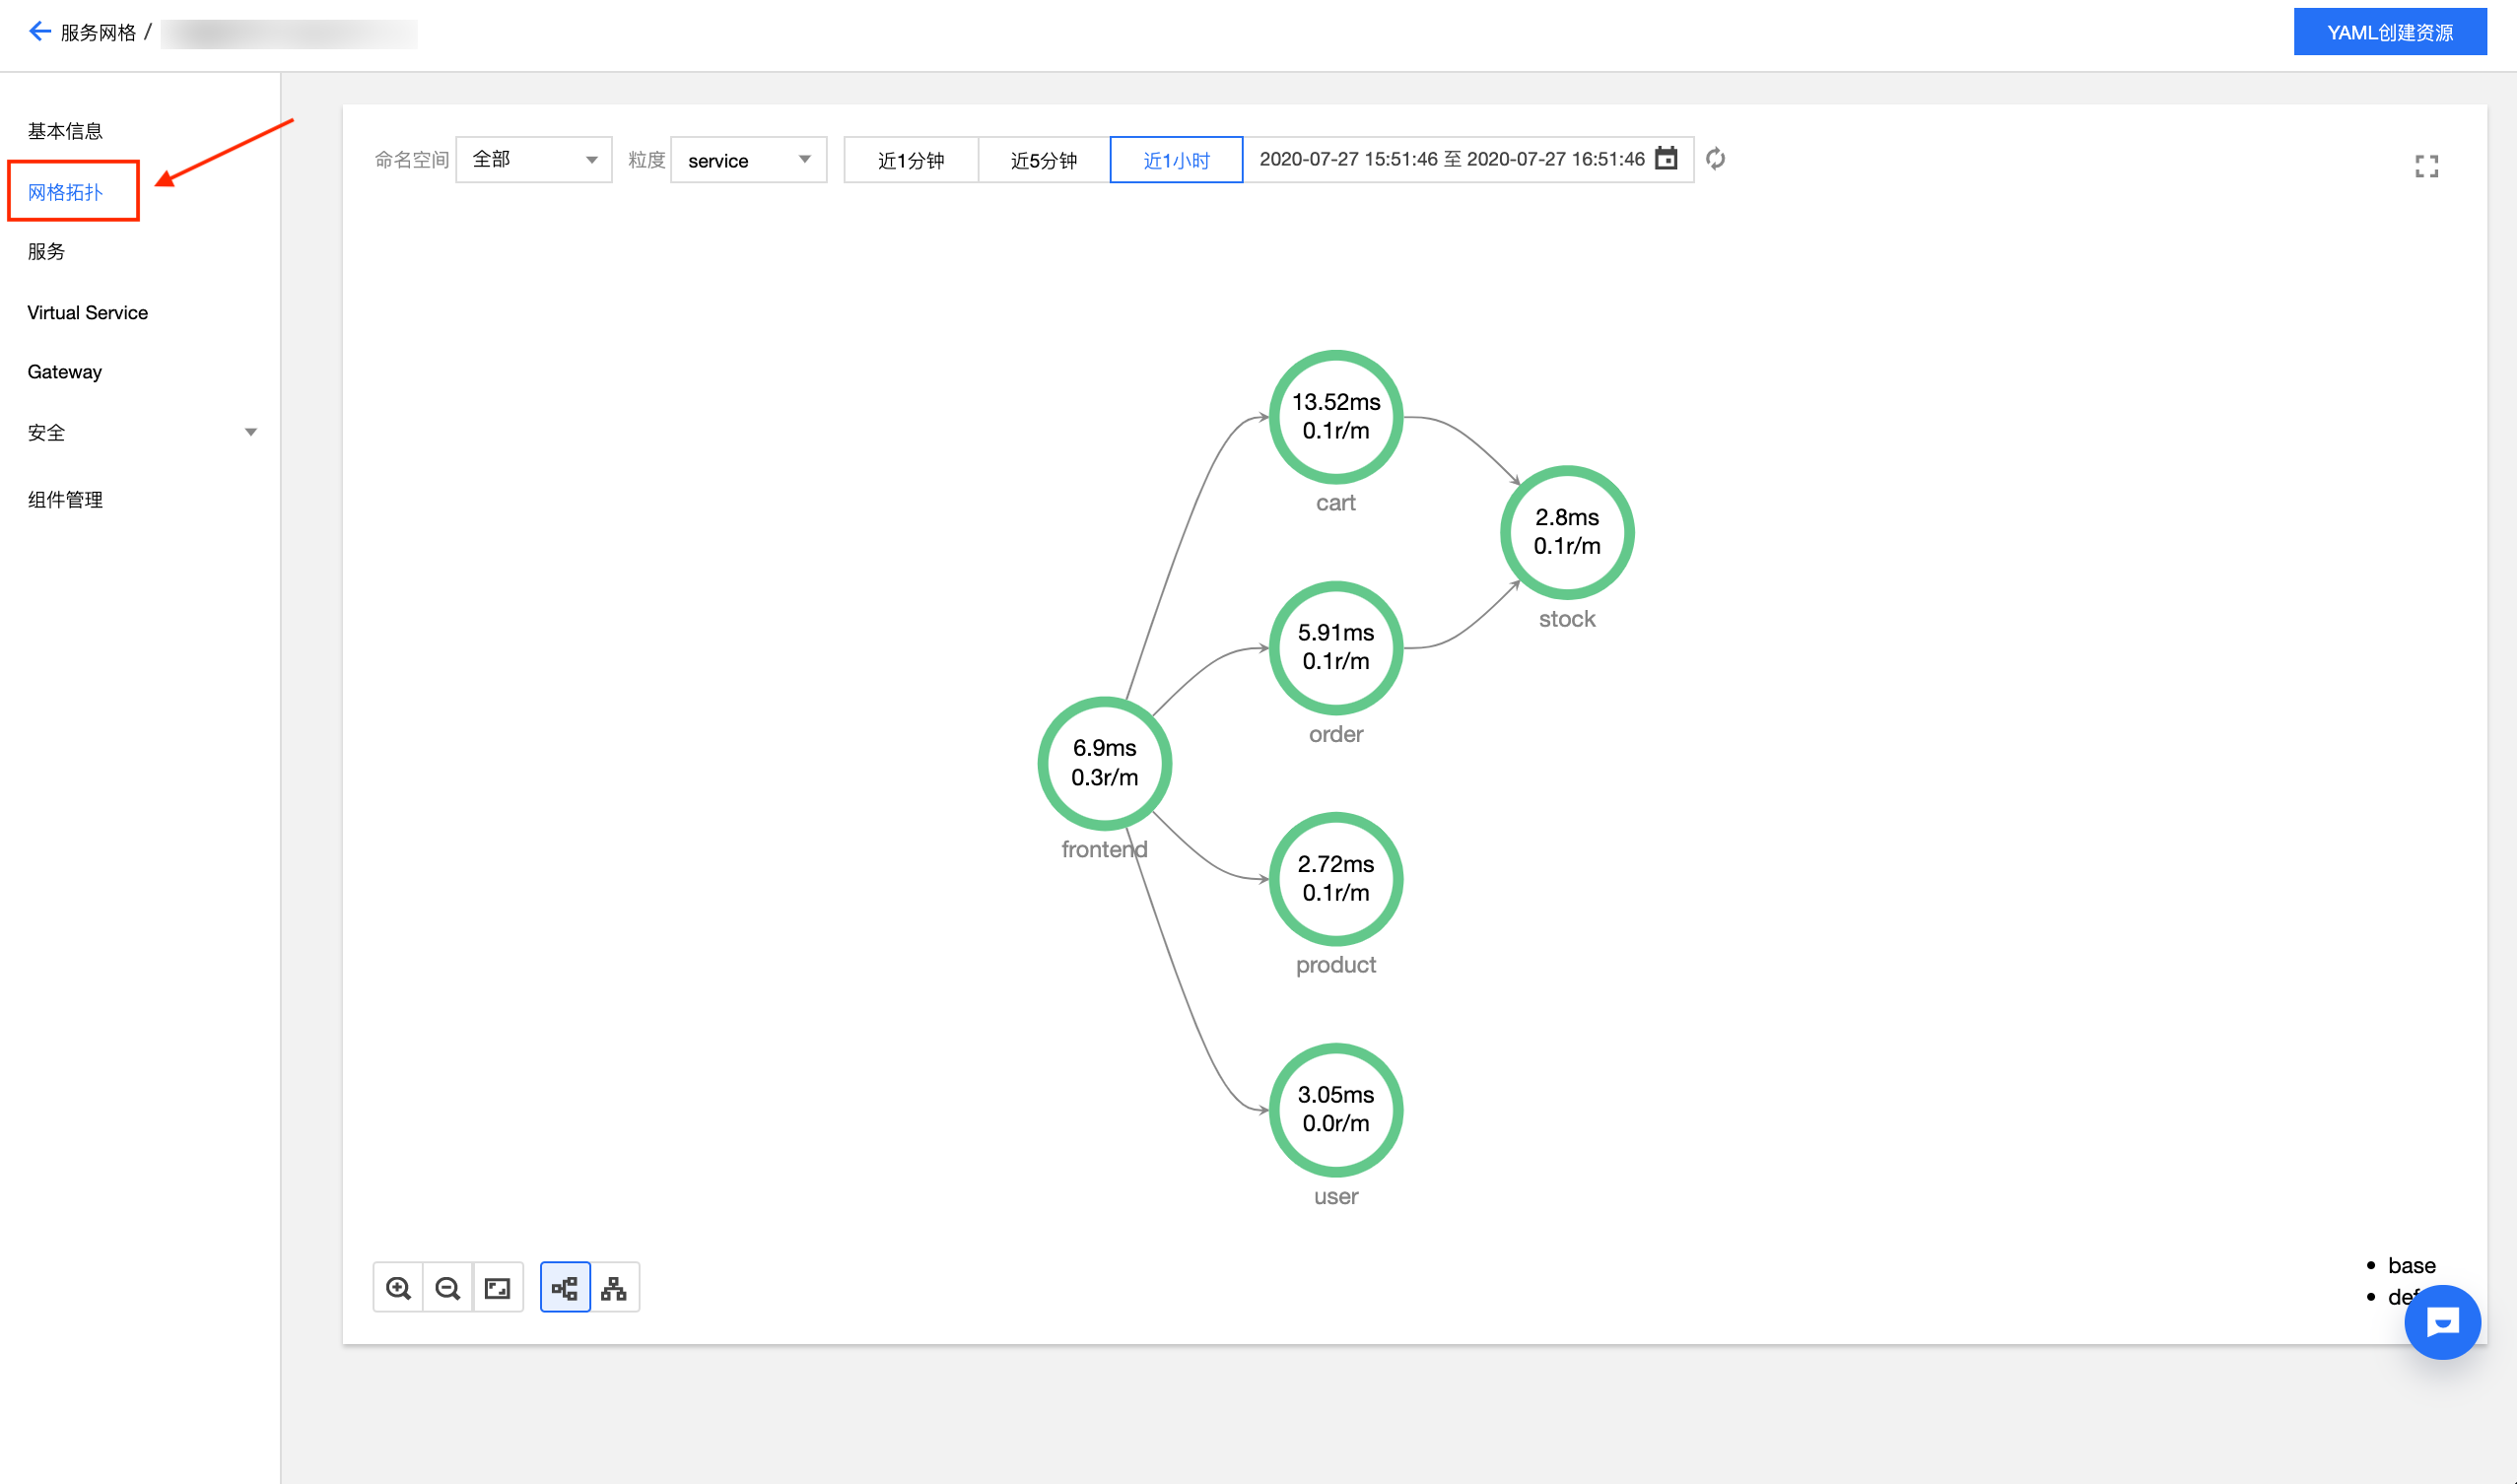 服务网格 /
YAML创建资源
基本信息
网格拓扑
服务
Virtual Service
Gateway
安全
组件管理
命名空间 全部 粒度 service 近1分钟 近5分钟 近1小时 2020-07-27 15:51:46 至 2020-07-27 16:51:46
13.52ms
0.1r/m
cart
2.8ms
0.1r/m
stock
5.91ms
0.1r/m
order
6.9ms
0.3r/m
frontend
2.72ms
0.1r/m
product
3.05ms
0.0r/m
user
base